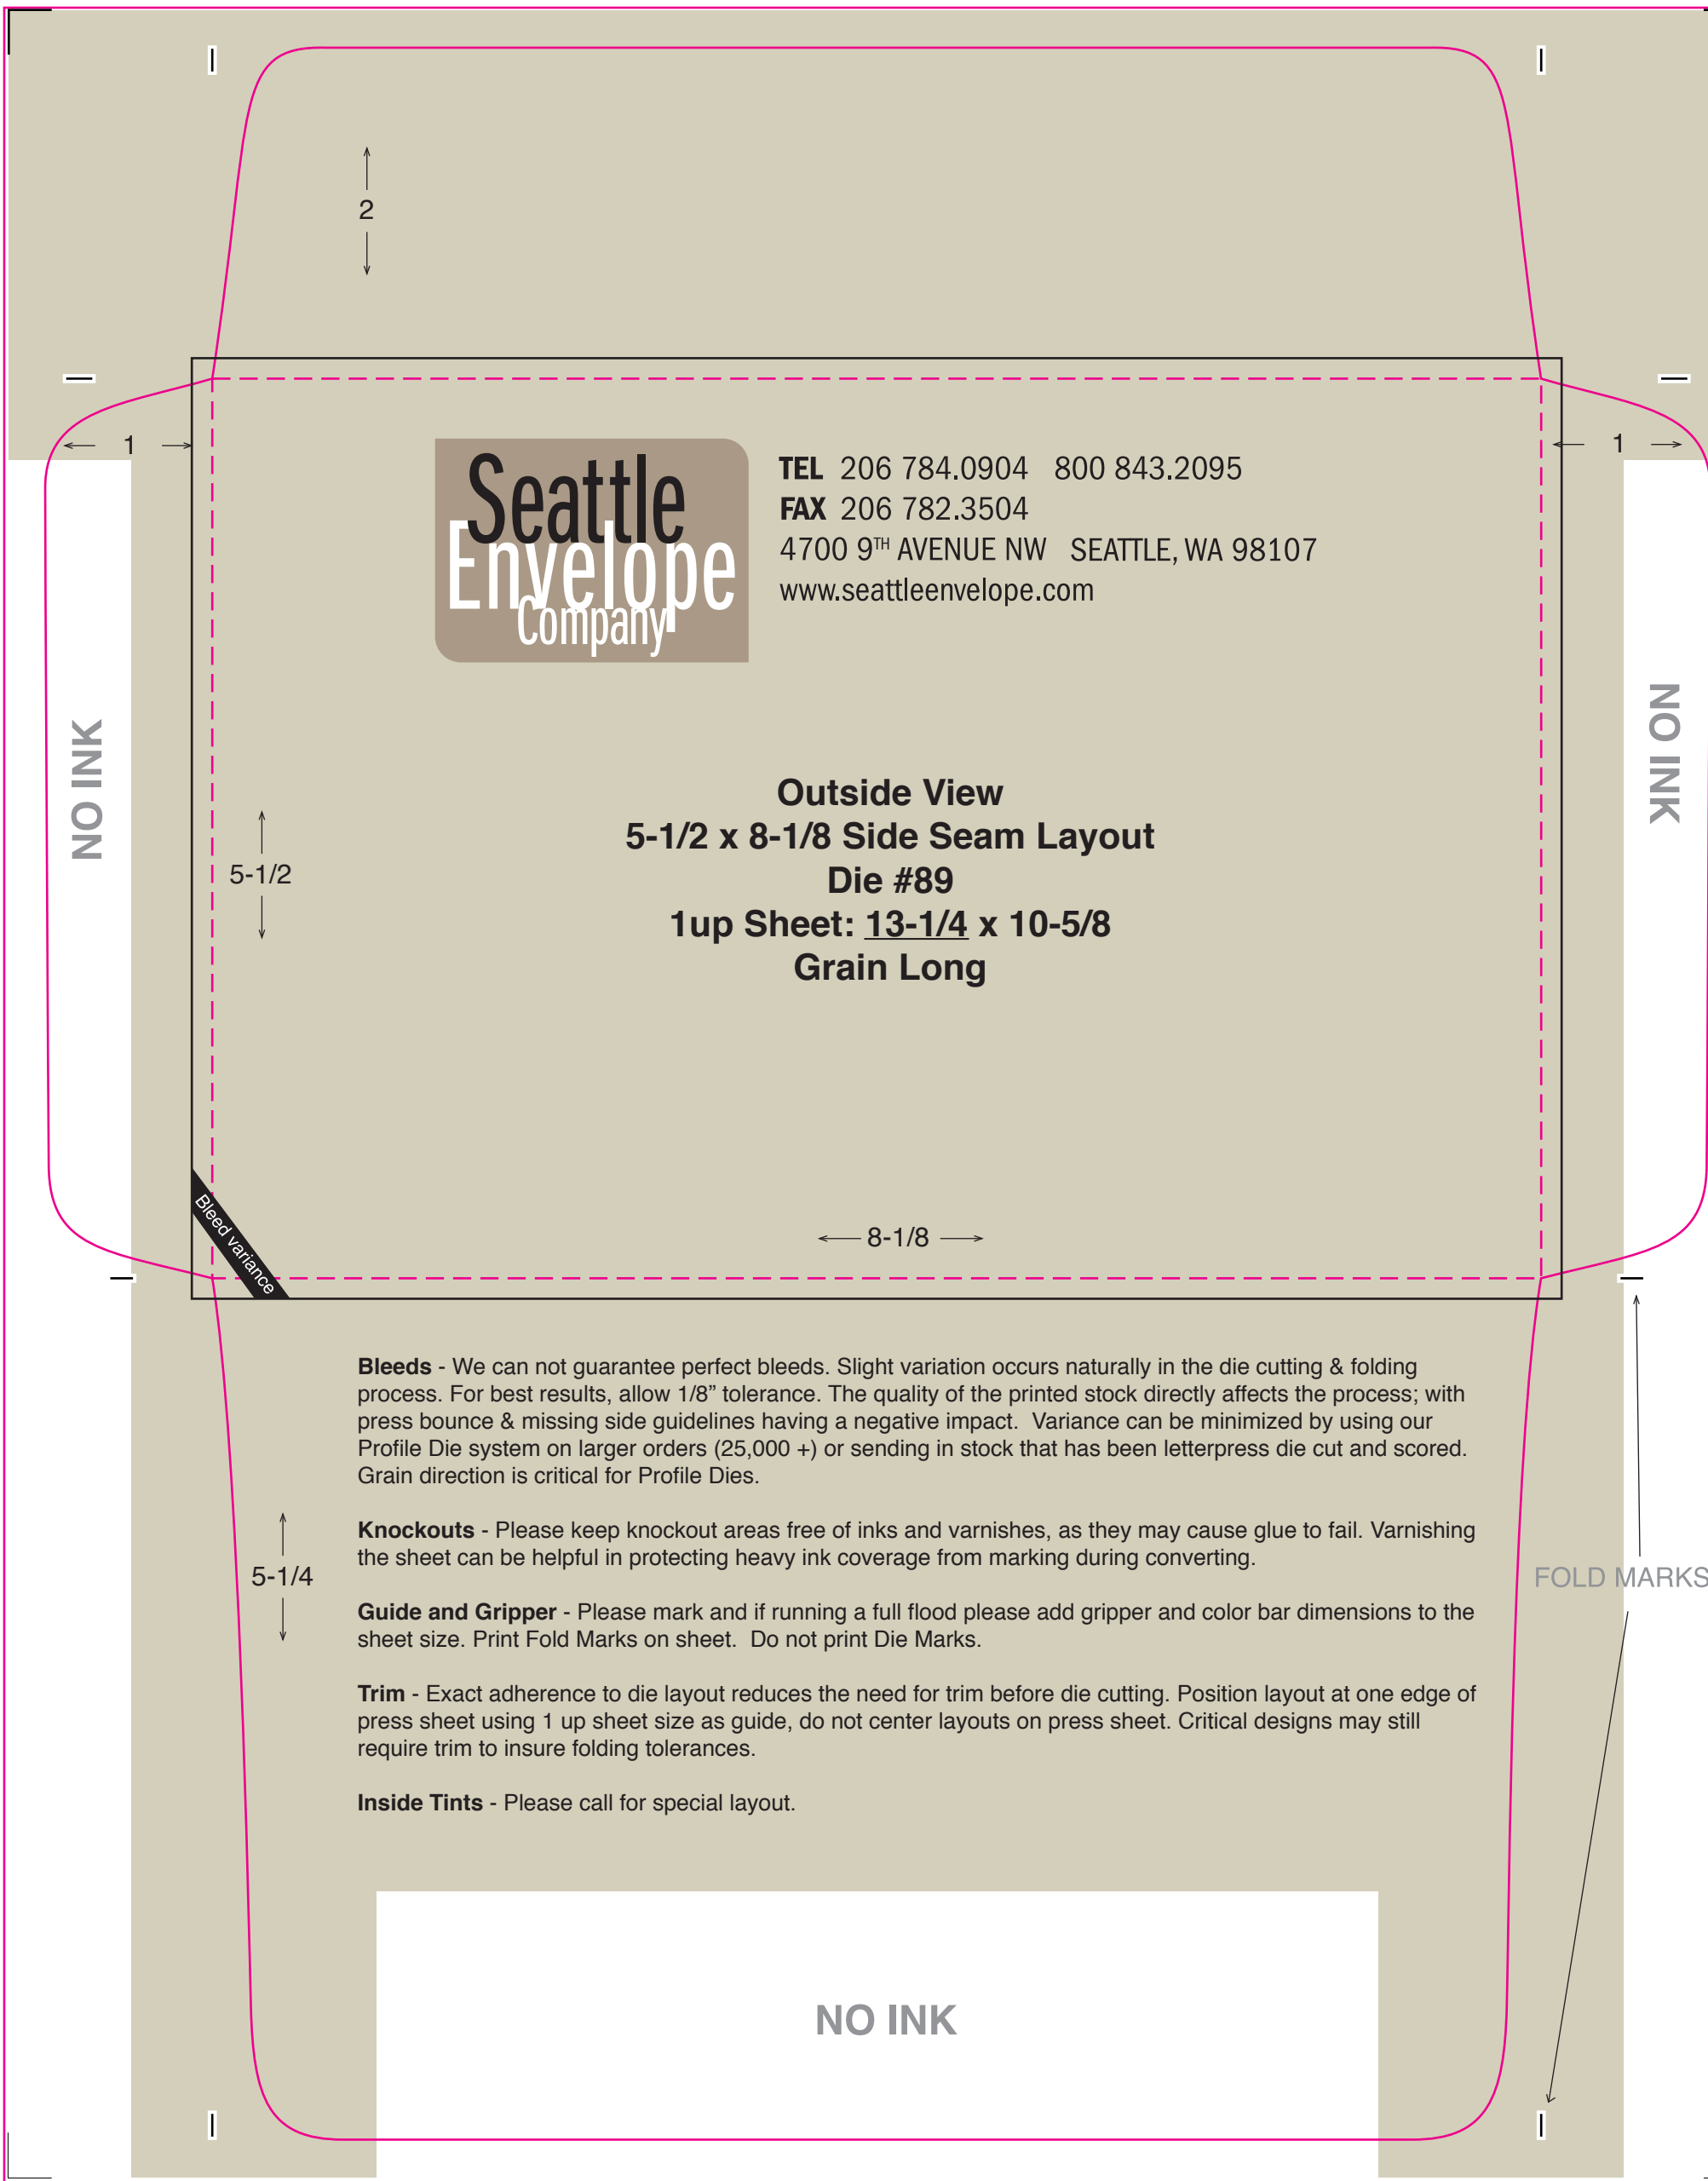 2
1
1
Seattle
Envelope
Company
TEL 206 784.0904 800 843.2095
FAX 206 782.3504
4700 9TH AVENUE NW SEATTLE, WA 98107
www.seattleenvelope.com
NO INK
NO INK
Outside View
5-1/2 x 8-1/8 Side Seam Layout
Die #89
1up Sheet: 13-1/4 x 10-5/8
Grain Long
5-1/2
8-1/8
Bleed variance
Bleeds - We can not guarantee perfect bleeds. Slight variation occurs naturally in the die cutting & folding
process. For best results, allow 1/8” tolerance. The quality of the printed stock directly affects the process; with
press bounce & missing side guidelines having a negative impact. Variance can be minimized by using our
Profile Die system on larger orders (25,000 +) or sending in stock that has been letterpress die cut and scored.
Grain direction is critical for Profile Dies.
Knockouts - Please keep knockout areas free of inks and varnishes, as they may cause glue to fail. Varnishing
the sheet can be helpful in protecting heavy ink coverage from marking during converting.
5-1/4
FOLD MARKS
Guide and Gripper - Please mark and if running a full flood please add gripper and color bar dimensions to the
sheet size. Print Fold Marks on sheet. Do not print Die Marks.
Trim - Exact adherence to die layout reduces the need for trim before die cutting. Position layout at one edge of
press sheet using 1 up sheet size as guide, do not center layouts on press sheet. Critical designs may still
require trim to insure folding tolerances.
Inside Tints - Please call for special layout.
NO INK